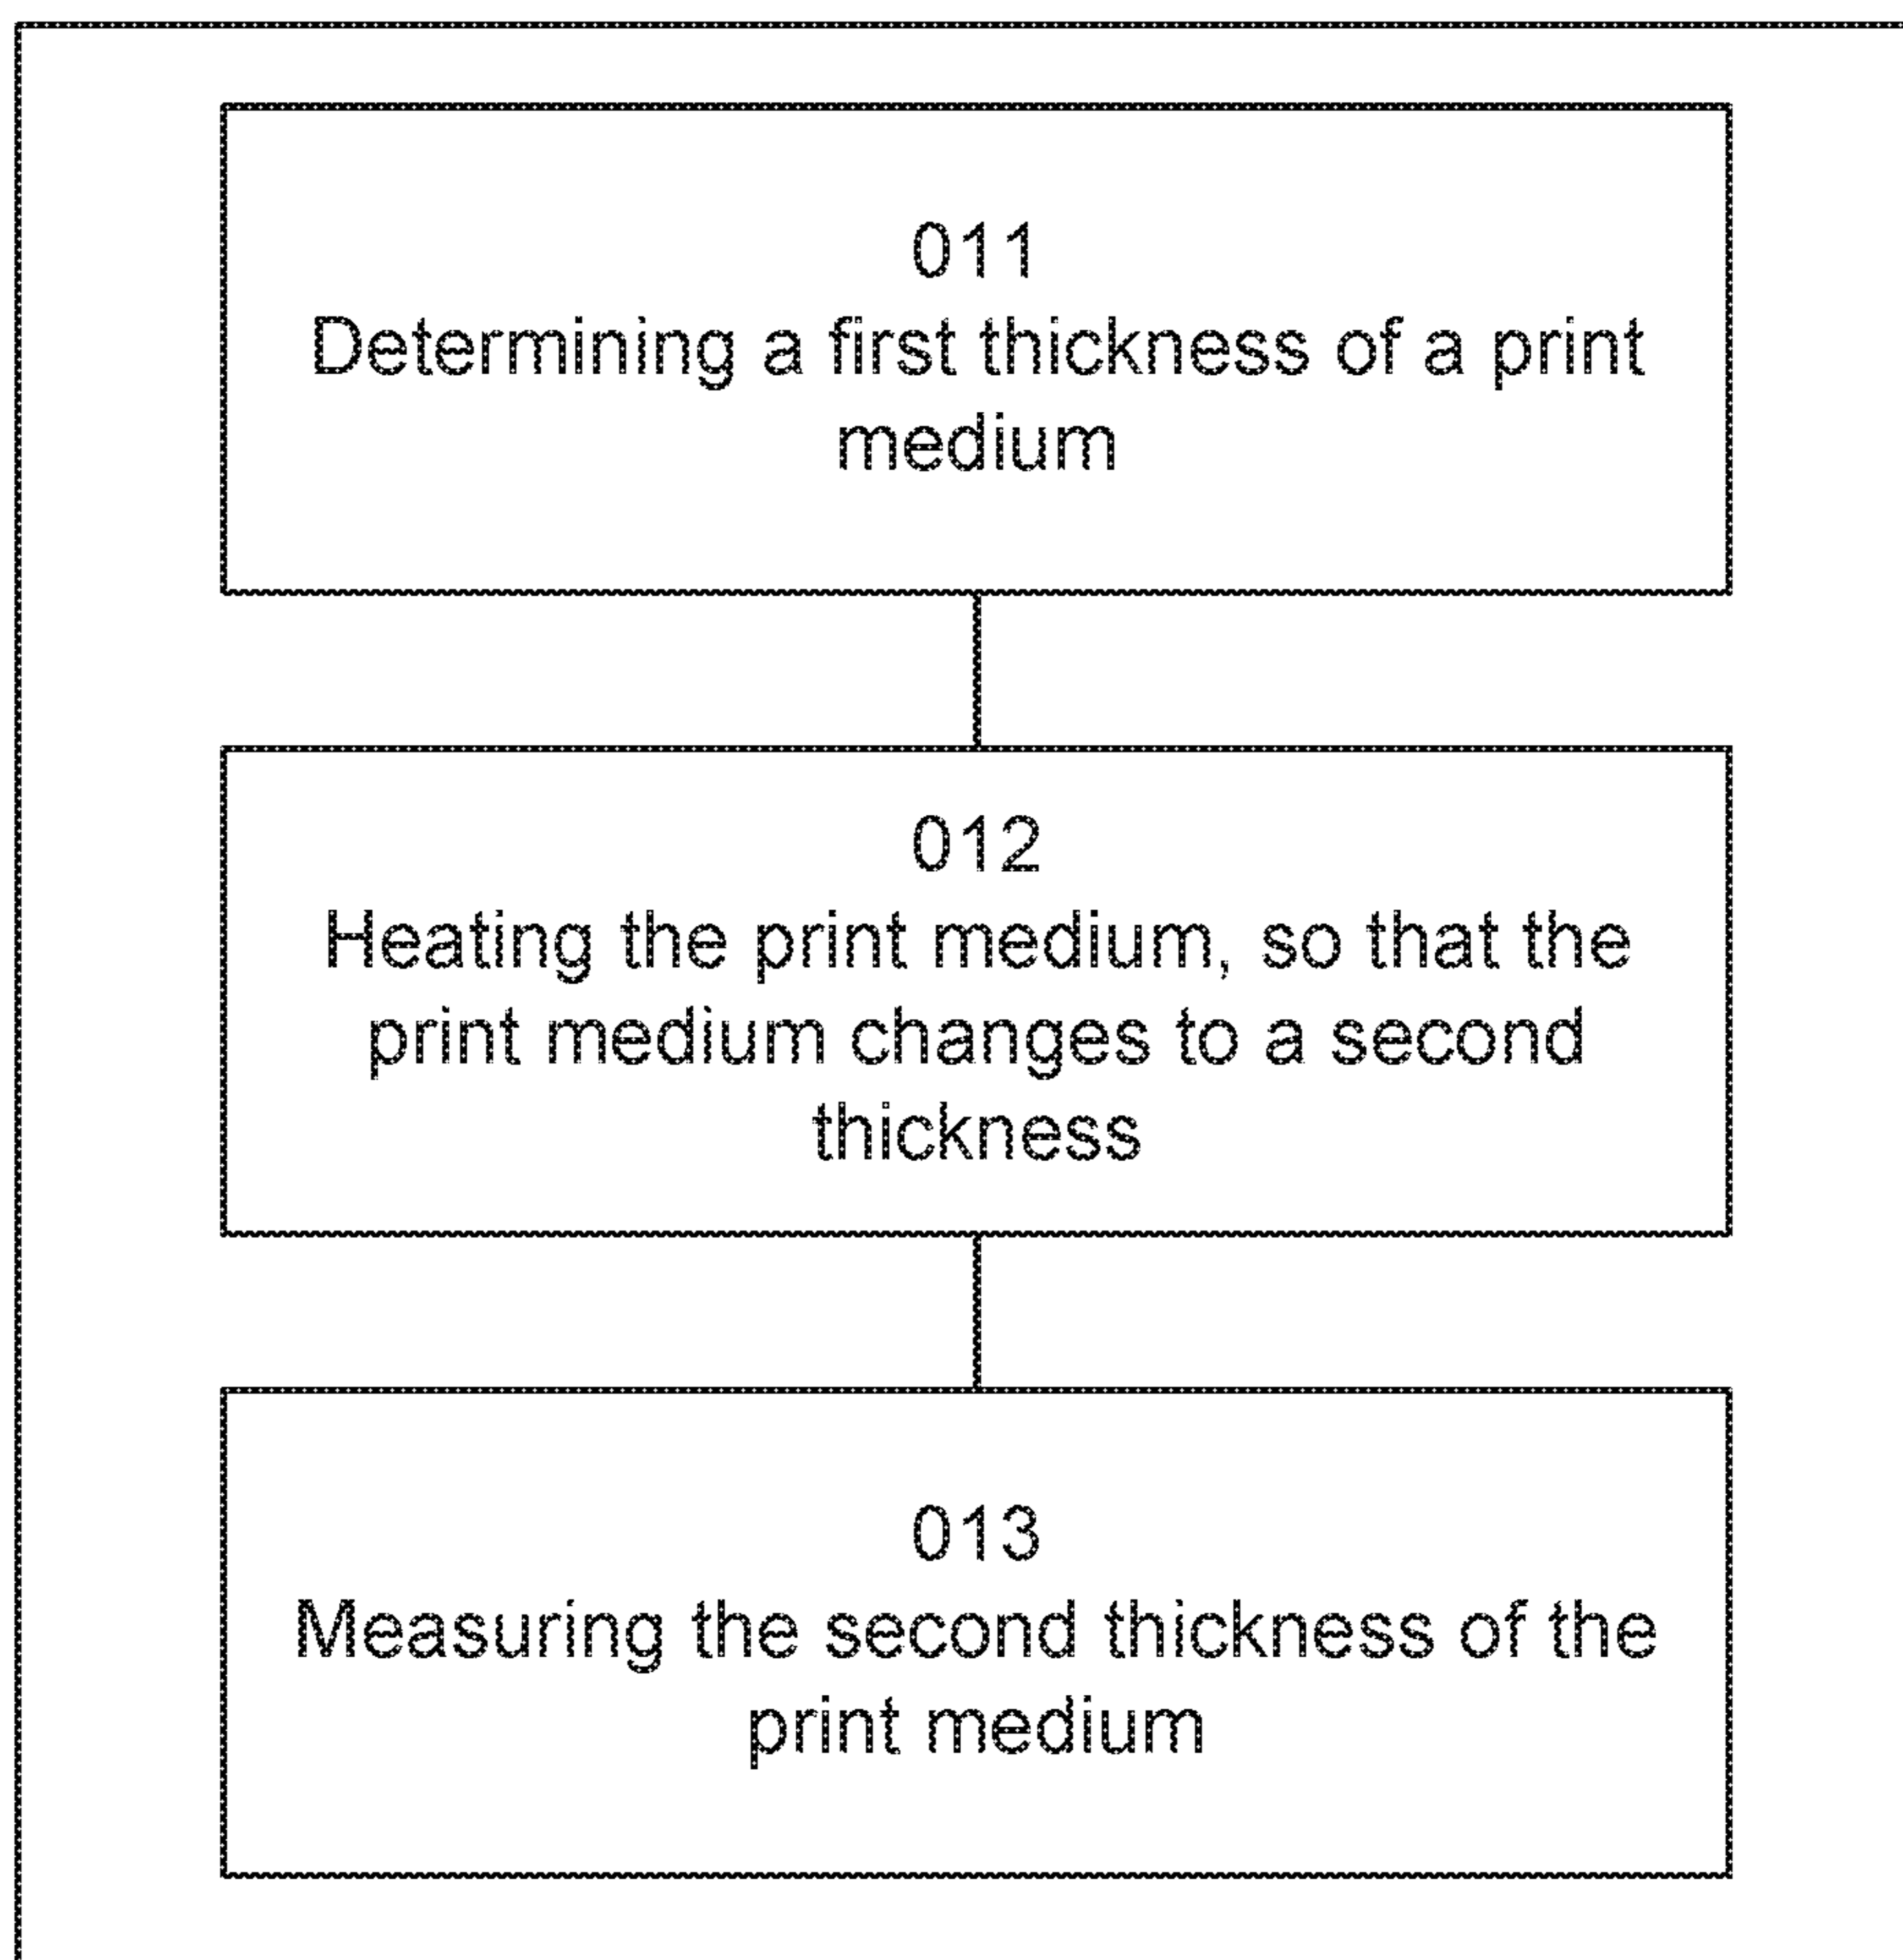 011
Determining a first thickness of a print
medium
012
Heating the print medium, so that the
print medium changes to a second
thickness
013
Measuring the second thickness of the
print medium